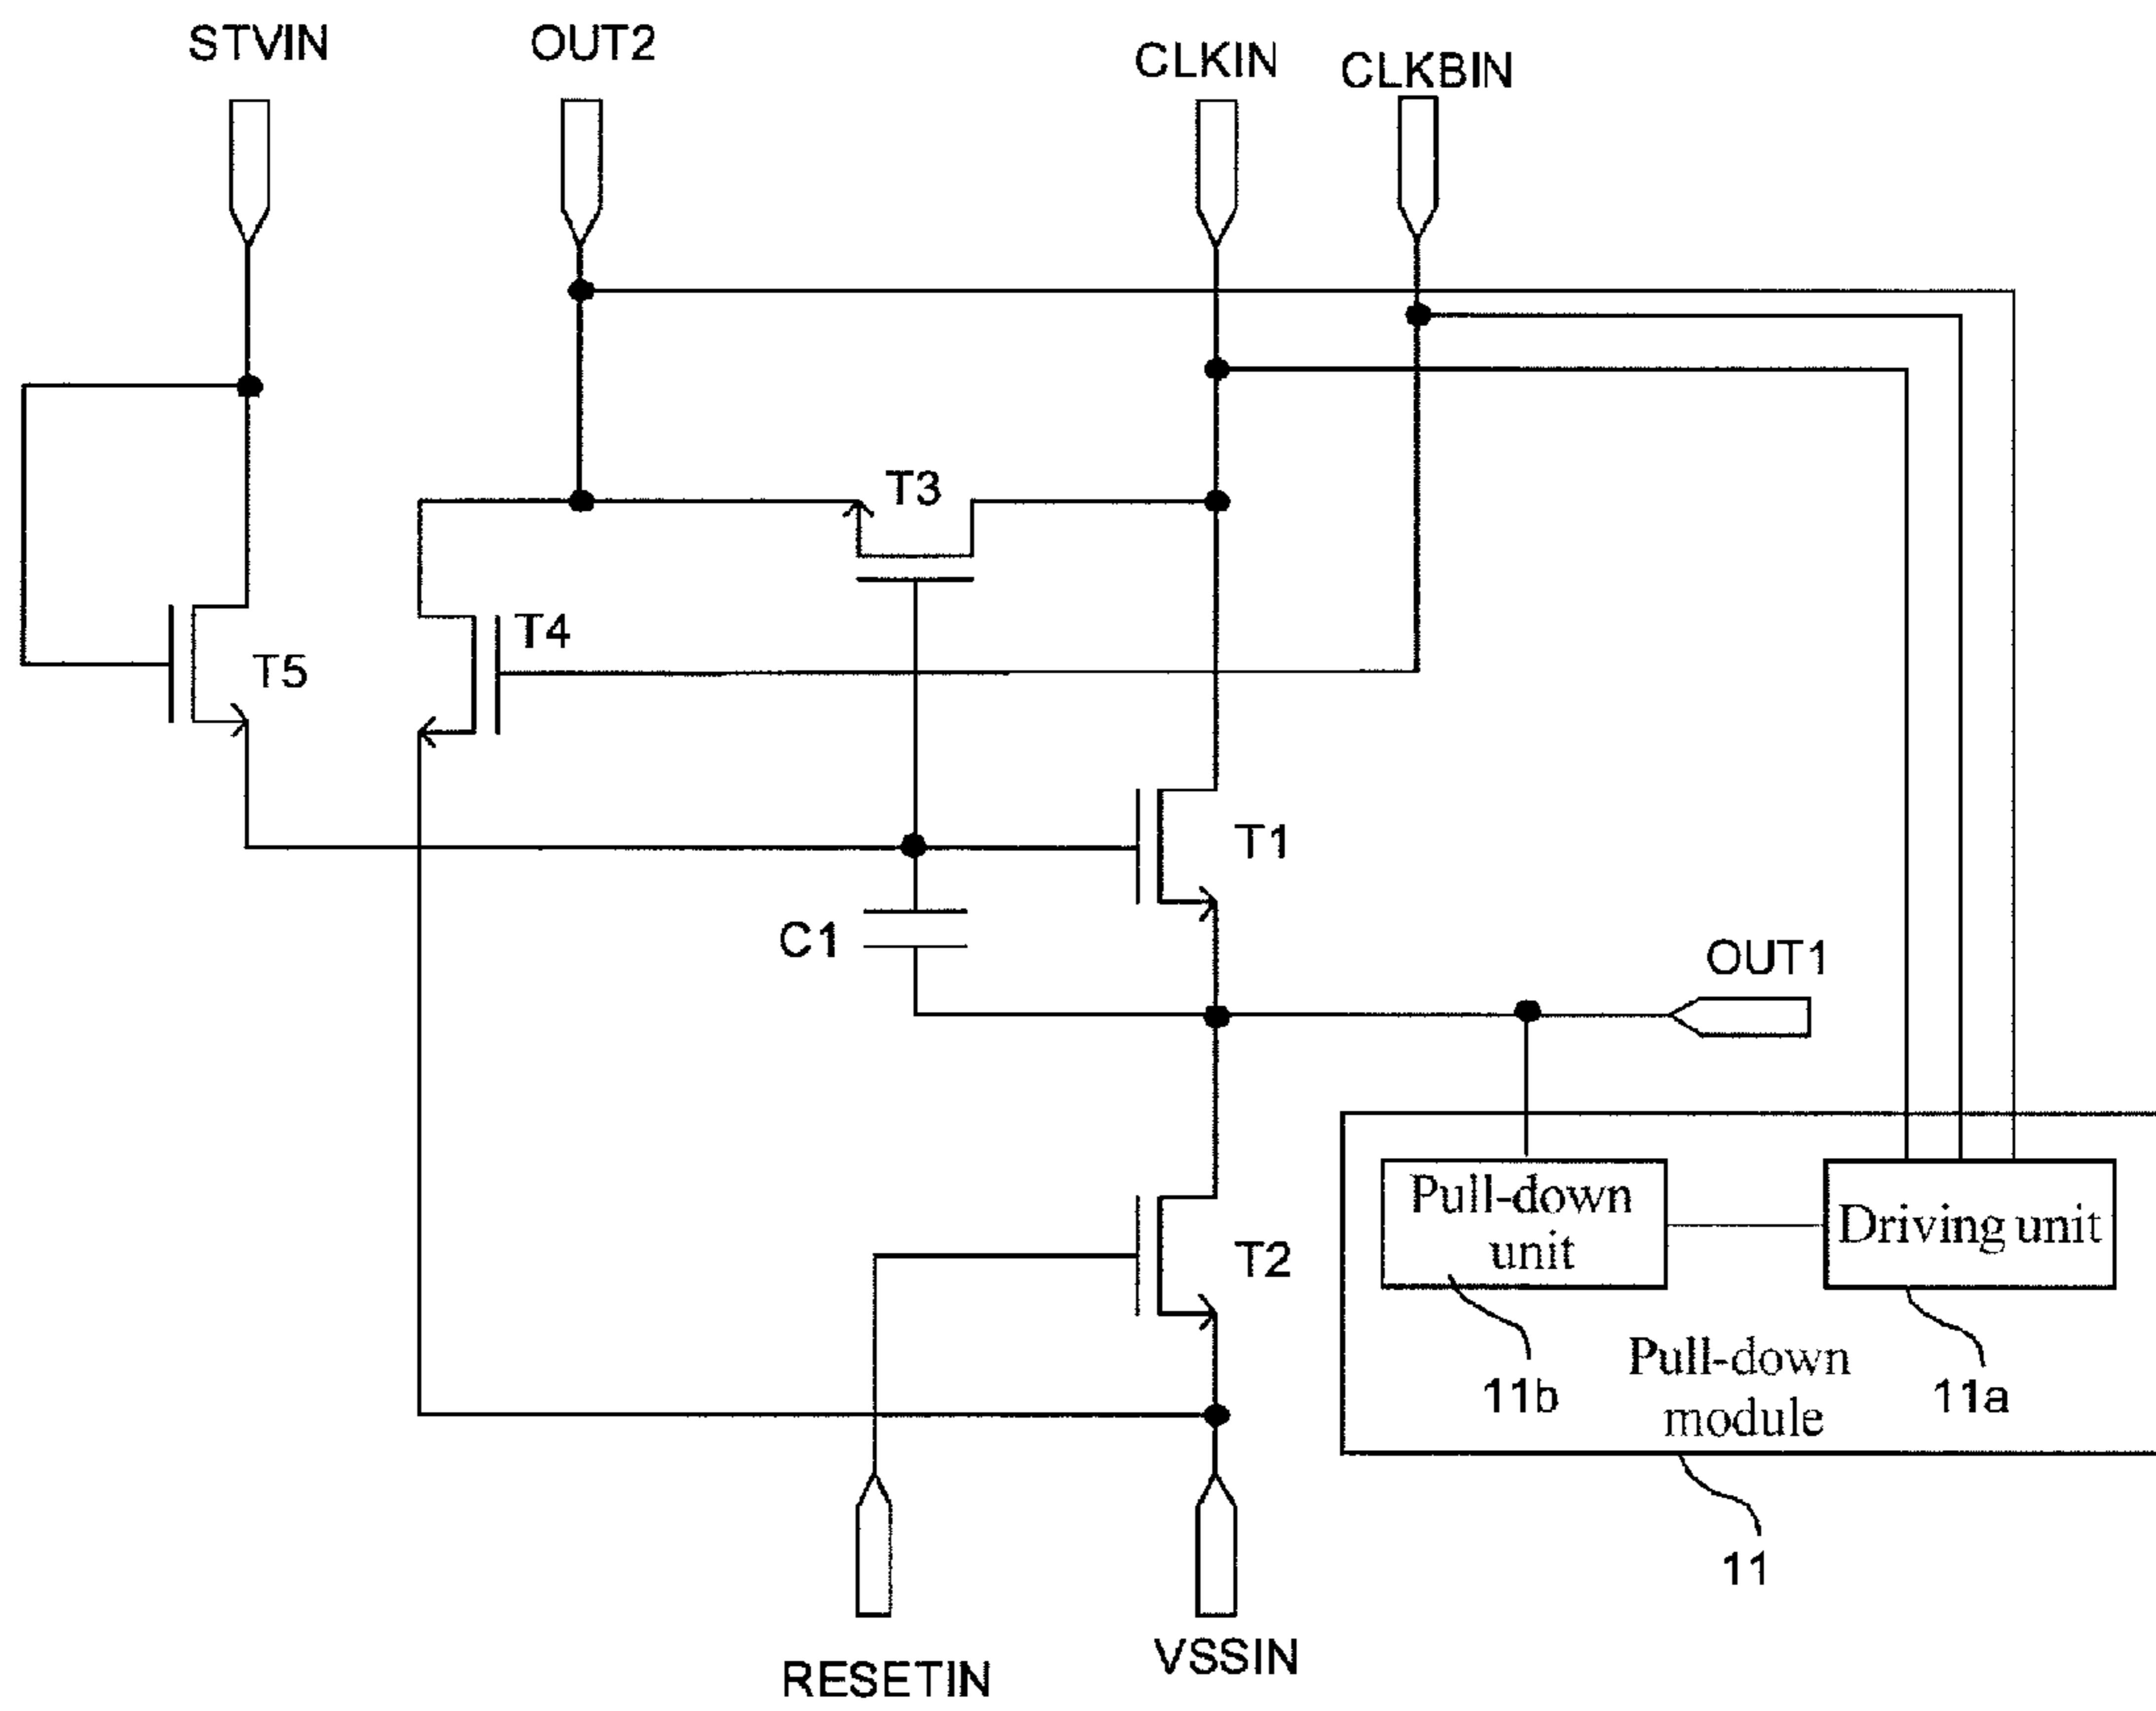 STVIN
OUT2
CLKIN
CLKBIN
T3
T4
T5
T1
C1
OUT1
Pull-down
unit
Driving unit
T2
11b
Pull-down
module
11a
11
RESETIN
VSSIN